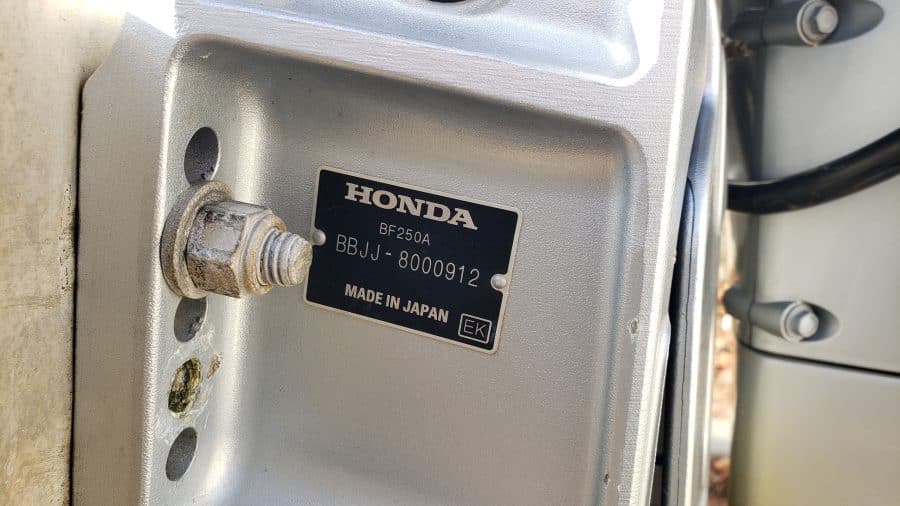 HONDA
BF250A
BBJJ-8000912
MADE IN JAPAN
EK